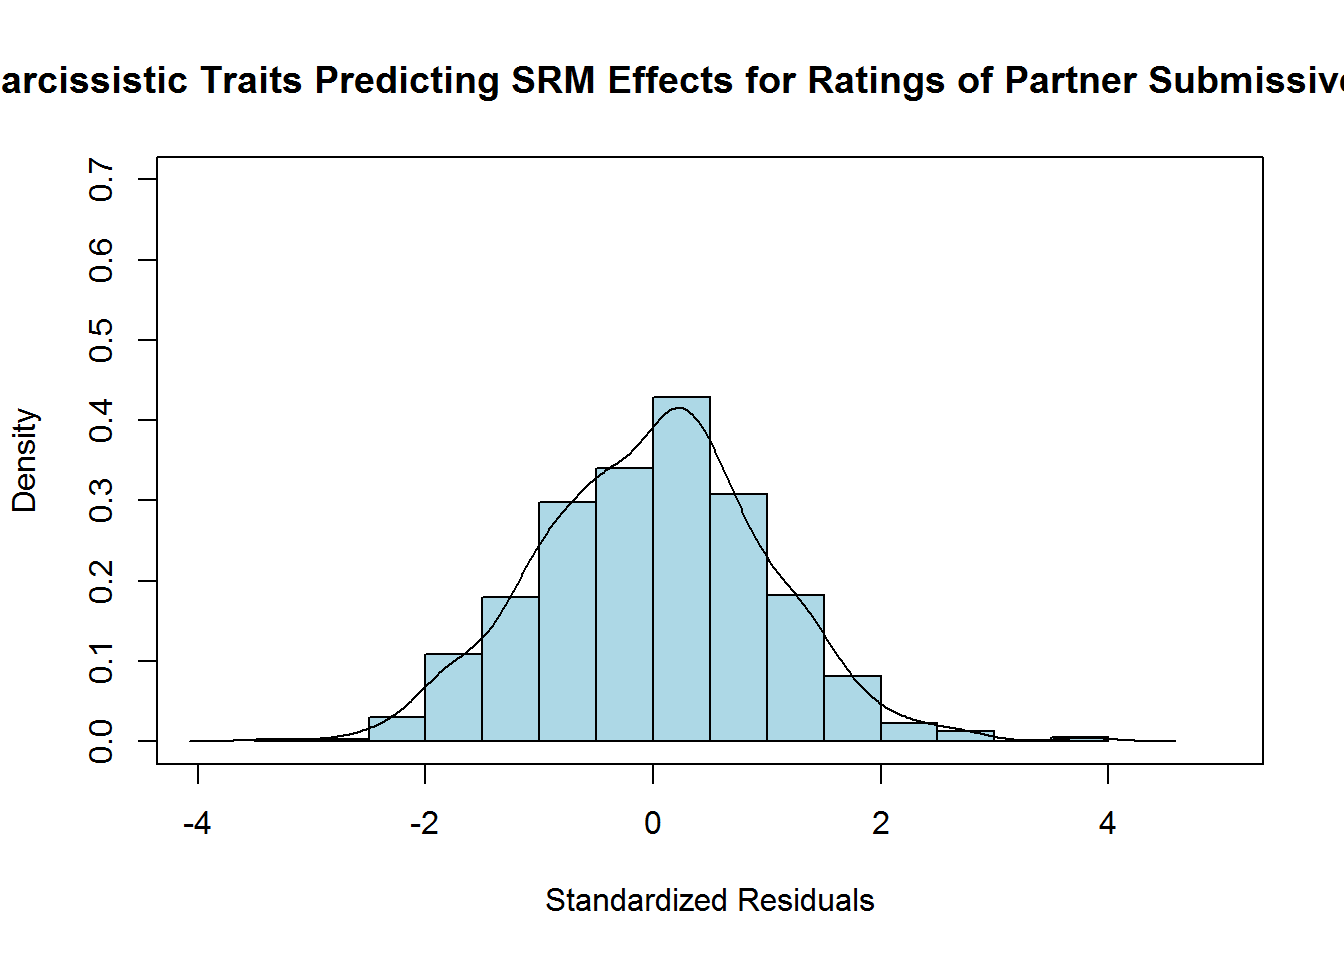 arcissistic Traits Predicting SRM Effects for Ratings of Partner Submissive
0.7
0.6
0.5
0.4
0.3
0.2
0.1
0.0
Density
-4 -2 0 2 4
Standardized Residuals